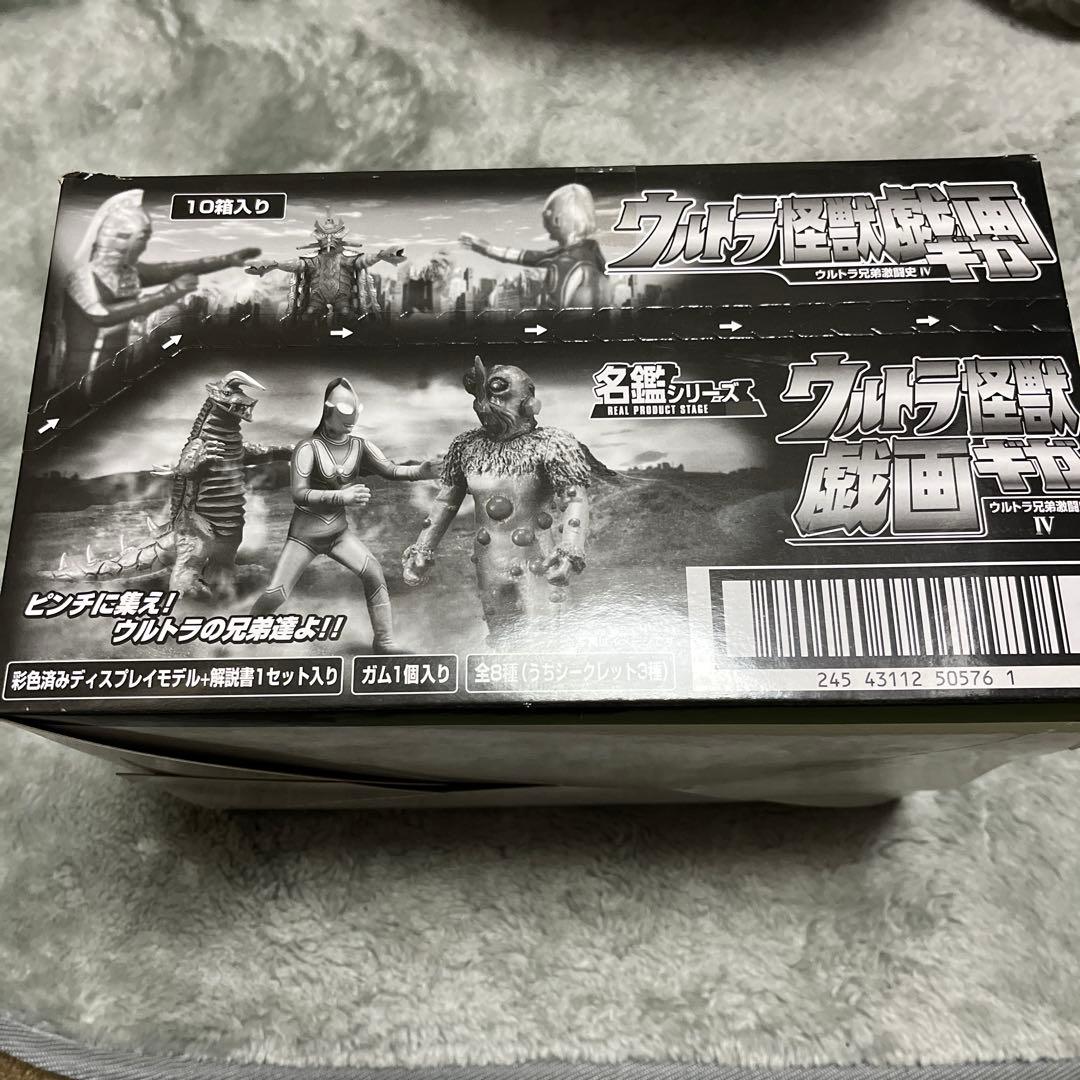 10箱入り
ウルトラ怪獣戯画
ギガ
ウルトラ兄弟激闘史 IV
名鑑シリーズ
REAL PRODUCT STAGE
ウルトラ怪獣
戯画 ギガ
ウルトラ兄弟激闘
IV
ピンチに集え!
ウルトラの兄弟達よ!!
彩色済みディスプレイモデル+解説書1セット入り
ガム1個入り
全8種(うちシークレット3種)
245 43112 50576 1